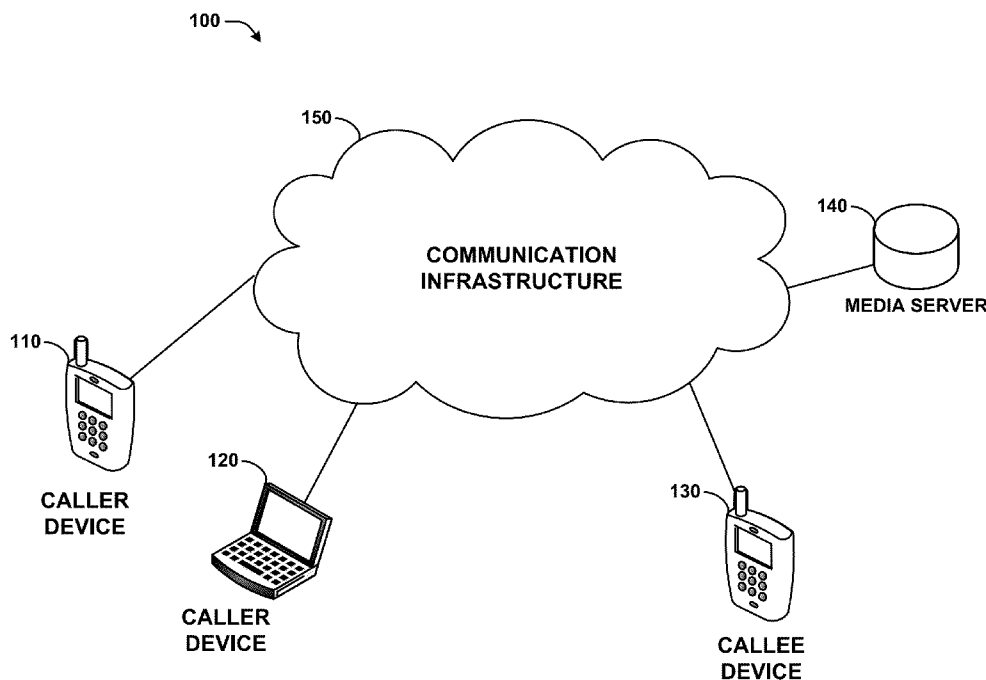 100
150
COMMUNICATION
INFRASTRUCTURE
140
MEDIA SERVER
110
CALLER
DEVICE
120
CALLER
DEVICE
130
CALLEE
DEVICE